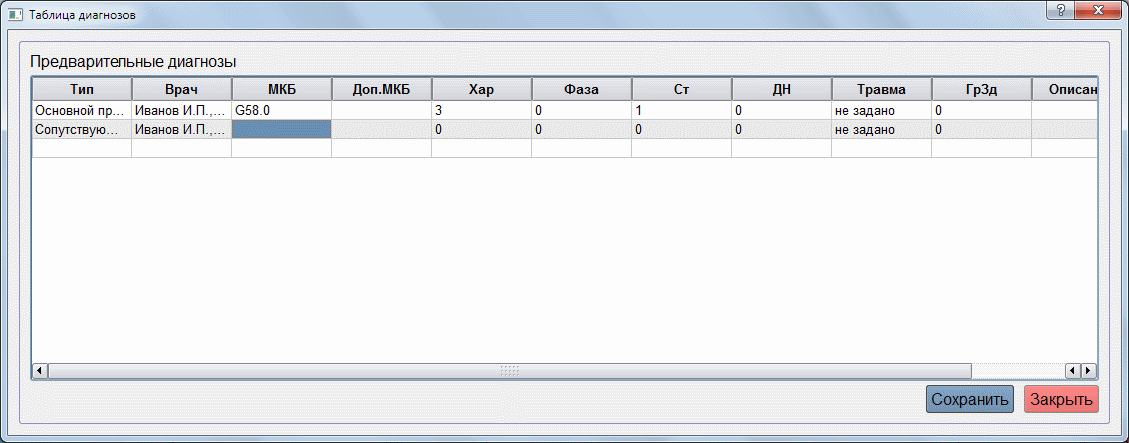 Таблица диагнозов
Предварительные диагнозы
Тип Врач МКБ Доп.МКБ Хар Фаза Ст ДН Травма ГрЗд Описан
Основной пр... Иванов И.П.,... G58.0 3 0 1 0 не задано 0
Сопутствую... Иванов И.П.,... 0 0 0 0 не задано 0
Сохранить Закрыть